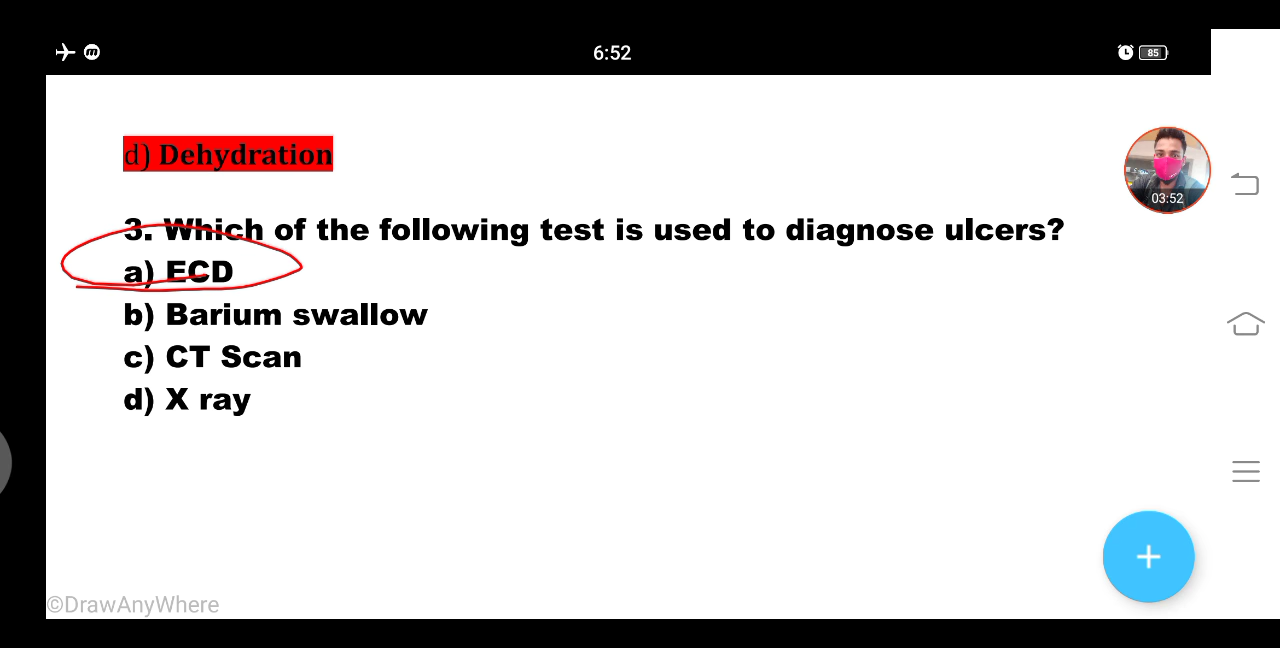 6:52
85
d) Dehydration
03:52
3. Which of the following test is used to diagnose ulcers?
a) ECD
b) Barium swallow
c) CT Scan
d) X ray
©DrawAnyWhere